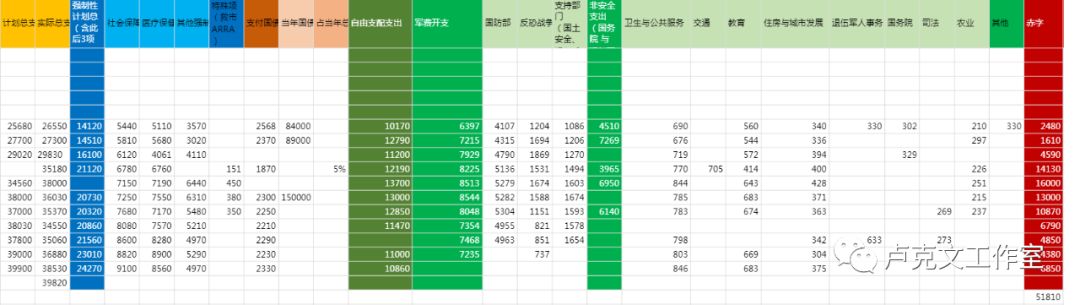 计划总支 实际总支 强制性计划总（含此后3项 社会保障 医疗保健 其他强制 特殊项（救市ARRA） 支付国债 当年国债 占当年总 自由支配支出 军费开支 国防部 反恐战争 支持部门（国土安全、 非安全支出（国务院 与 卫生与公共服务 交通 教育 住房与城市发展 退伍军人事务 国务院 司法 农业 其他 赤字
25680 26550 14120 5440 5110 3570 2568 84000 10170 6397 4107 1204 1086 4510 690 560 340 330 302 210 330 2480
27700 27300 14510 5810 5680 3020 2370 89000 12790 7215 4315 1694 1206 7269 676 544 336 297 1610
29020 29830 16100 6120 4061 4110 11200 7929 4790 1869 1270 719 572 394 329 4590
35180 21120 6780 6760 151 1870 5% 12190 8225 5136 1531 1494 3965 770 705 414 400 226 14130
34560 38000 7150 7190 6440 450 13700 8513 5279 1674 1603 6950 844 643 428 251 16000
38000 36030 20730 7250 7550 6310 380 2300 150000 13000 8544 5282 1588 1674 785 683 371 215 13000
37000 35370 20320 7680 7170 5480 350 2250 12850 8048 5304 1151 1593 6140 783 674 363 269 237 10870
38030 34550 20860 8080 7570 5210 2210 11470 7354 4955 821 1578 6790
37800 35060 21560 8600 8280 4970 2290 7468 4963 851 1654 798 342 633 273 4850
39000 36880 23010 8820 8900 5290 2230 11000 7235 737 803 669 304 4380
39900 38530 24270 9100 8560 4970 2330 10860 846 683 375 6850
39820
51810
卢克文工作室